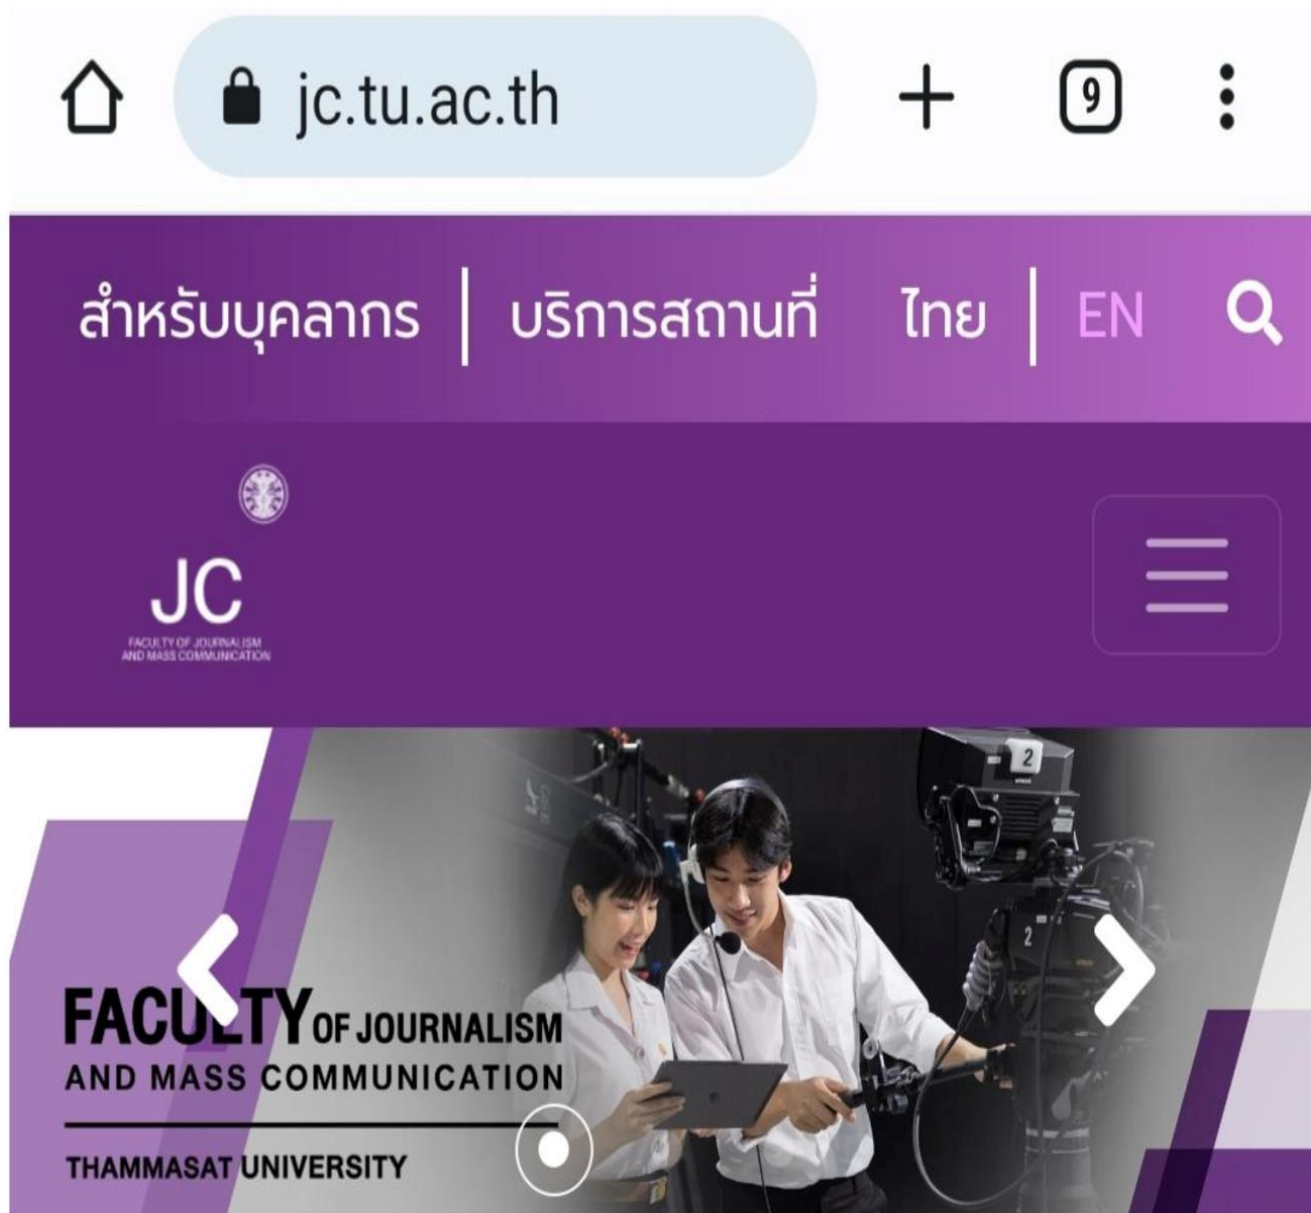 jc.tu.ac.th
9
สำหรับบุคลากร | บริการสถานที่ ไทย | EN
JC
FACULTY OF JOURNALISM
AND MASS COMMUNICATION
2
2
FACULTY OF JOURNALISM
AND MASS COMMUNICATION
THAMMASAT UNIVERSITY